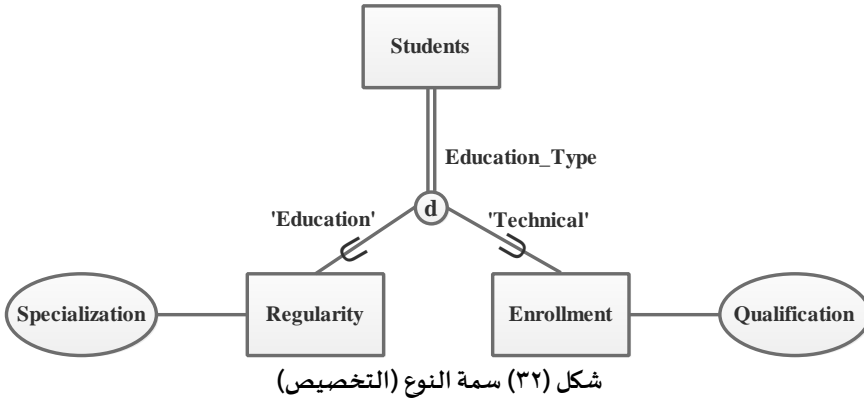 Students
Education_Type
d
'Education' 'Technical'
Specialization Regularity Enrollment Qualification
شكل (٣٢) سمة النوع (التخصيص)